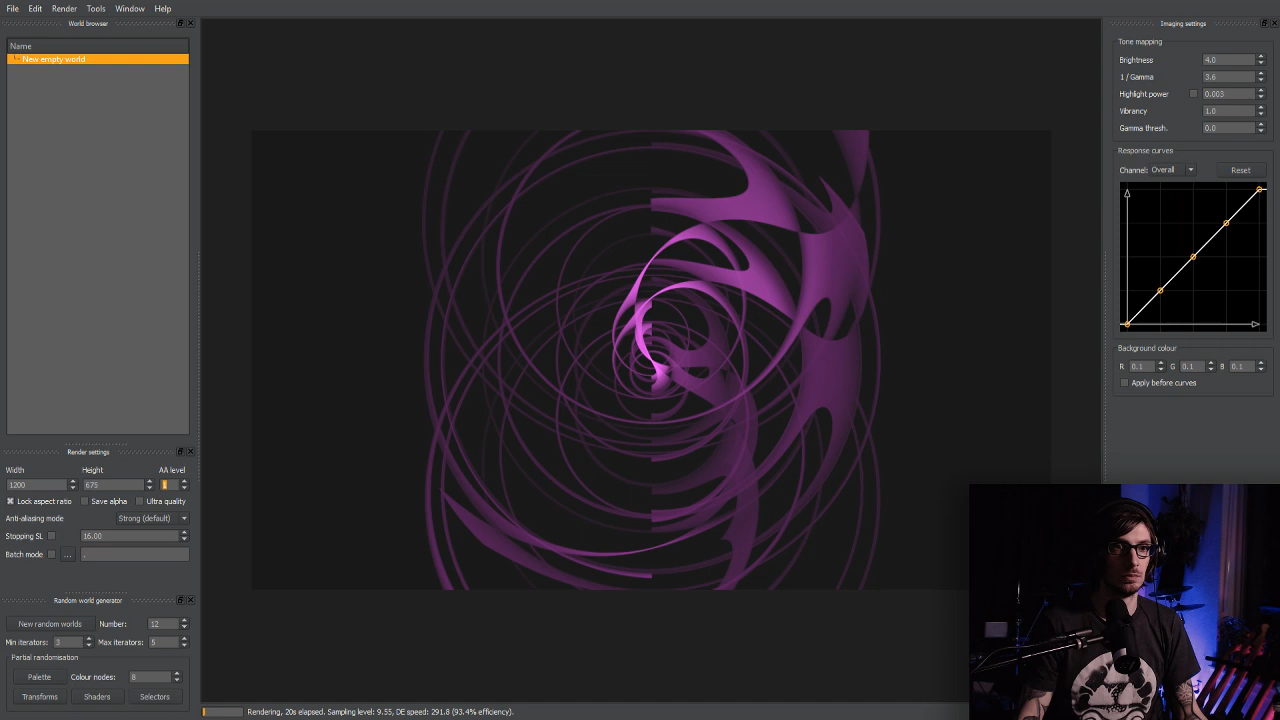 File Edit Render Tools Window Help
World browser
Name
New empty world
Render settings
Width Height AA level
1200 675
Lock aspect ratio Save alpha Ultra quality
Anti-aliasing mode Strong (default)
Stopping SL 16.00
Batch mode ... .
Random world generator
New random worlds Number: 12
Min iterators: 3 Max iterators: 5
Partial randomisation
Palette Colour nodes: 8
Transforms Shaders Selectors
Rendering, 20s elapsed. Sampling level: 9.55, DE speed: 291.8 (93.4% efficiency).
Imaging settings
Tone mapping
Brightness 4.0
1 / Gamma 3.6
Highlight power 0.003
Vibrancy 1.0
Gamma thresh. 0.0
Response curves
Channel: Overall Reset
Background colour
R 0.1 G 0.1 B 0.1
Apply before curves